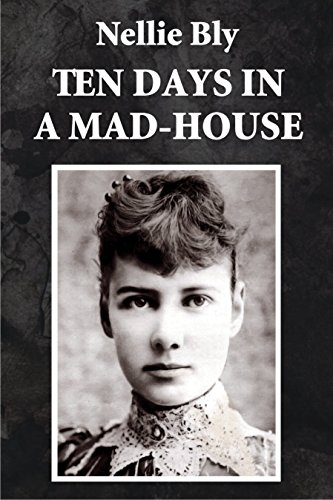 Nellie Bly
TEN DAYS IN
A MAD-HOUSE